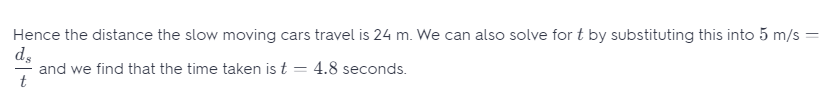 Hence the distance the slow moving cars travel is 24 m. We can also solve for t by substituting this into 5 m/s =
d_s/t and we find that the time taken is t = 4.8 seconds.